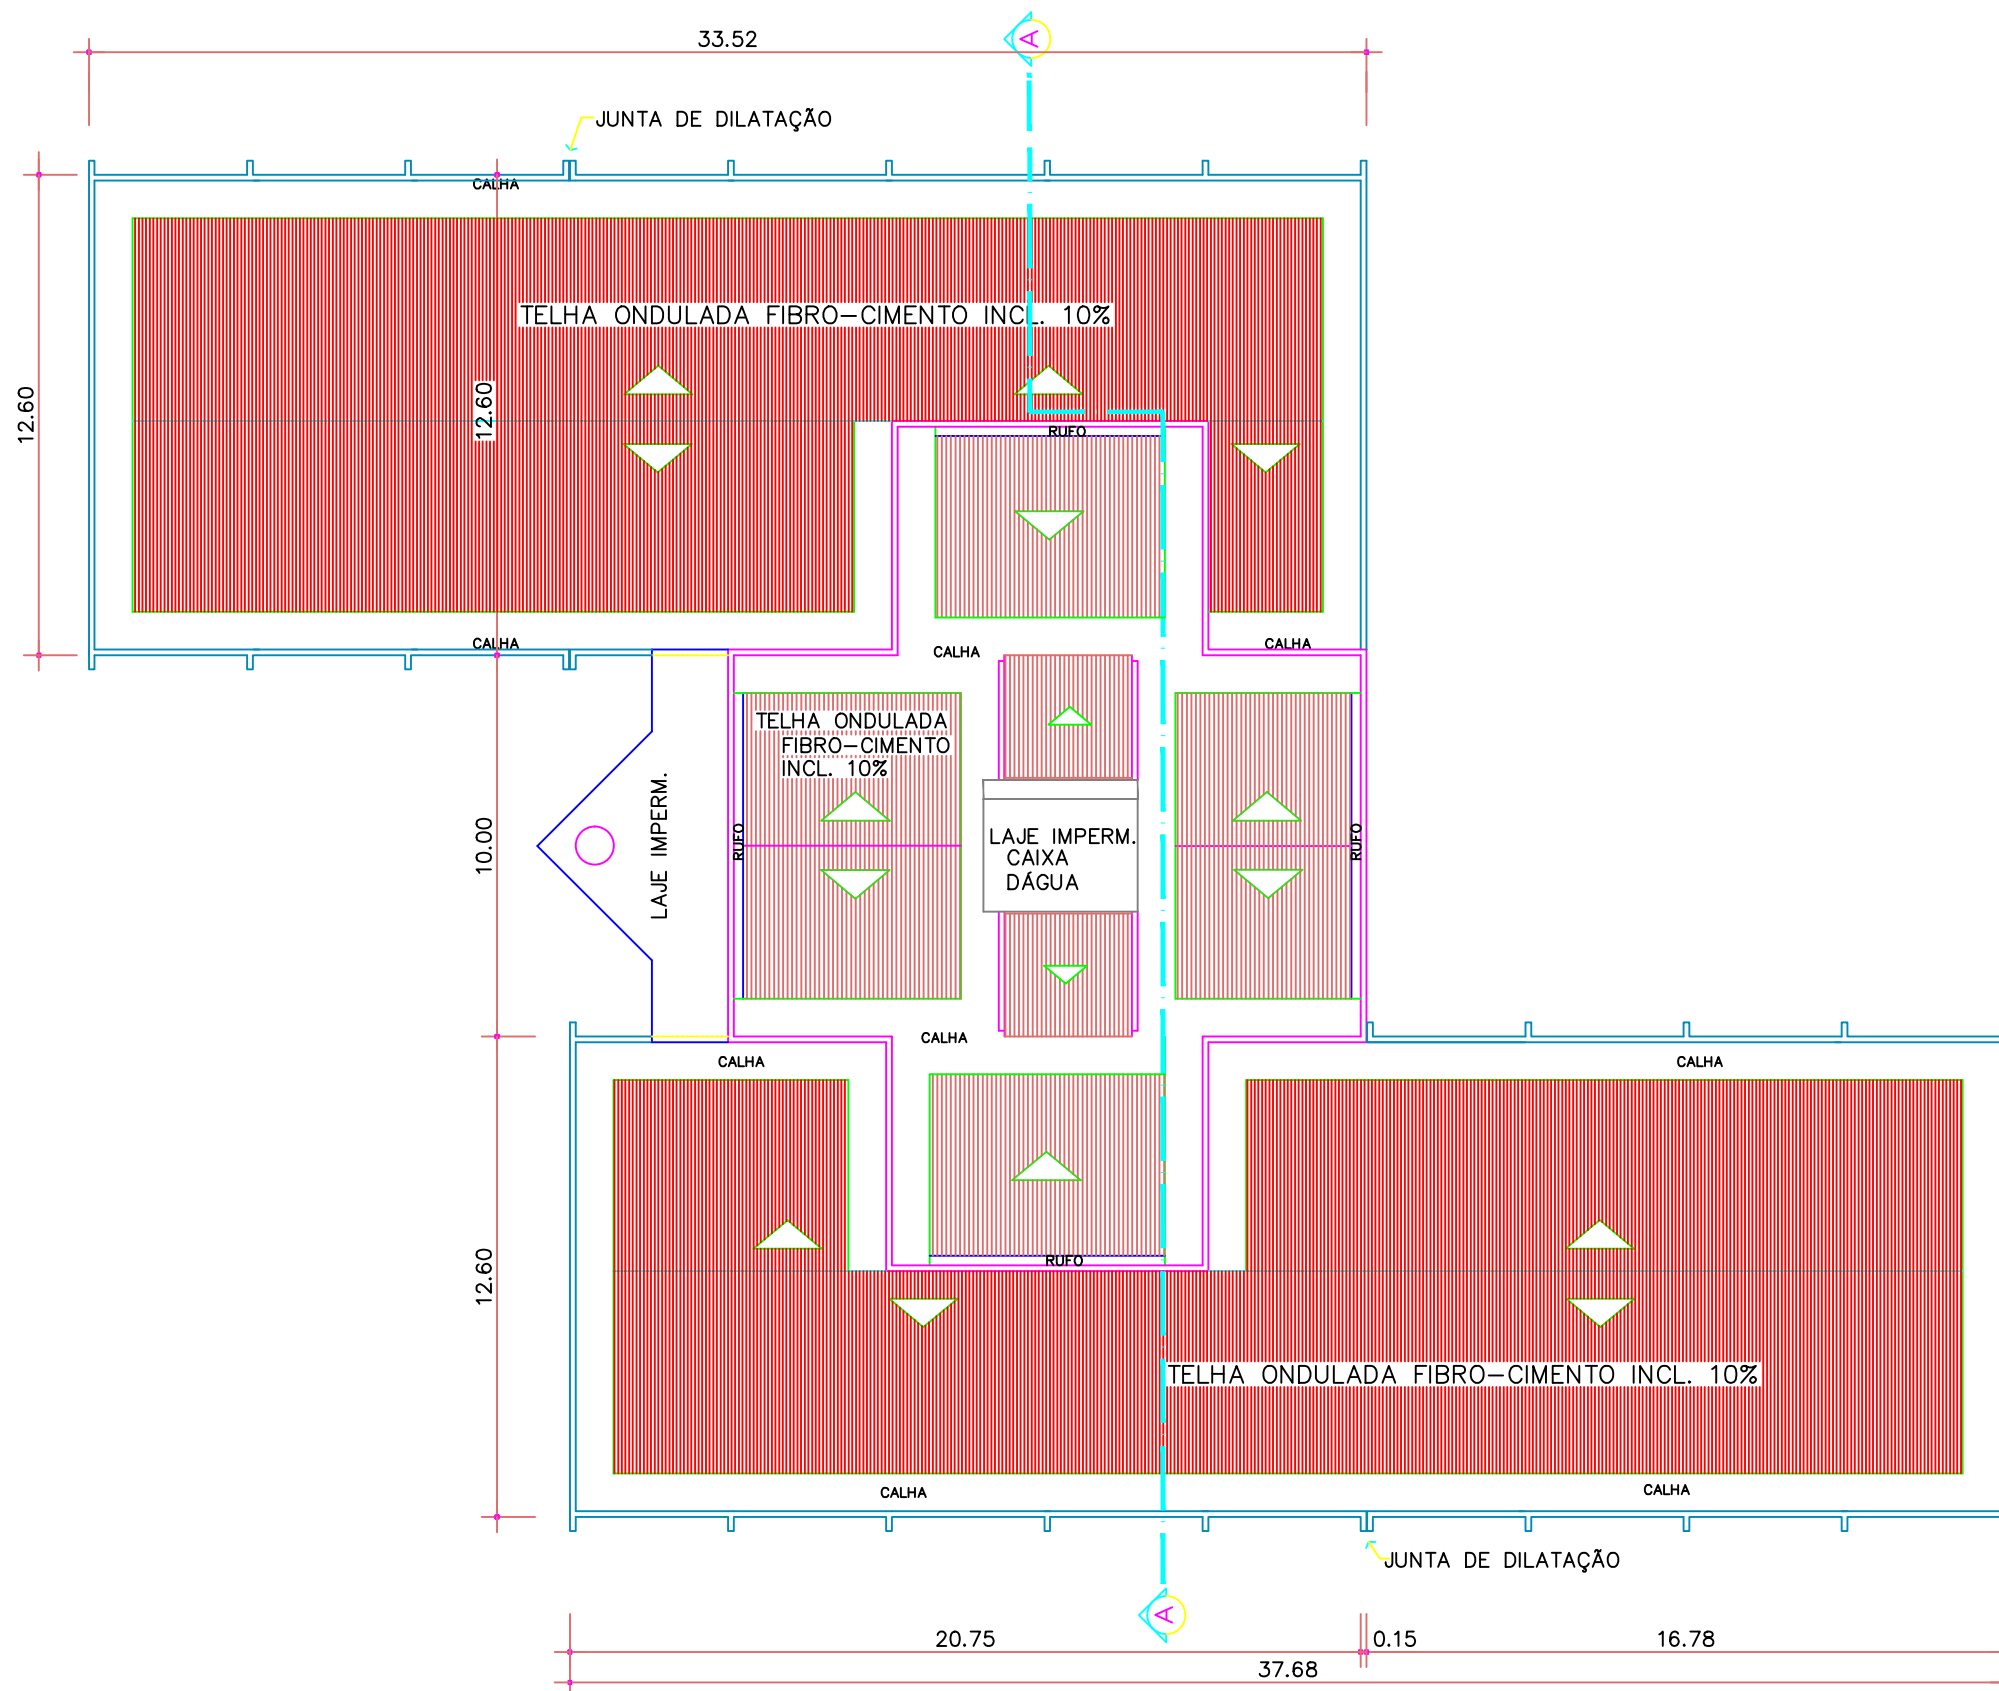 33.52
A
JUNTA DE DILATAÇÃO
CALHA
TELHA ONDULADA FIBRO-CIMENTO INCL. 10%
12.60
12.60
RUFO
CALHA
CALHA
CALHA
TELHA ONDULADA
FIBRO-CIMENTO
INCL. 10%
LAJE IMPERM.
RUFO
10.00
LAJE IMPERM.
CAIXA
DÁGUA
RUFO
CALHA
CALHA
CALHA
12.60
RUFO
TELHA ONDULADA FIBRO-CIMENTO INCL. 10%
CALHA
CALHA
JUNTA DE DILATAÇÃO
A
20.75
0.15
16.78
37.68